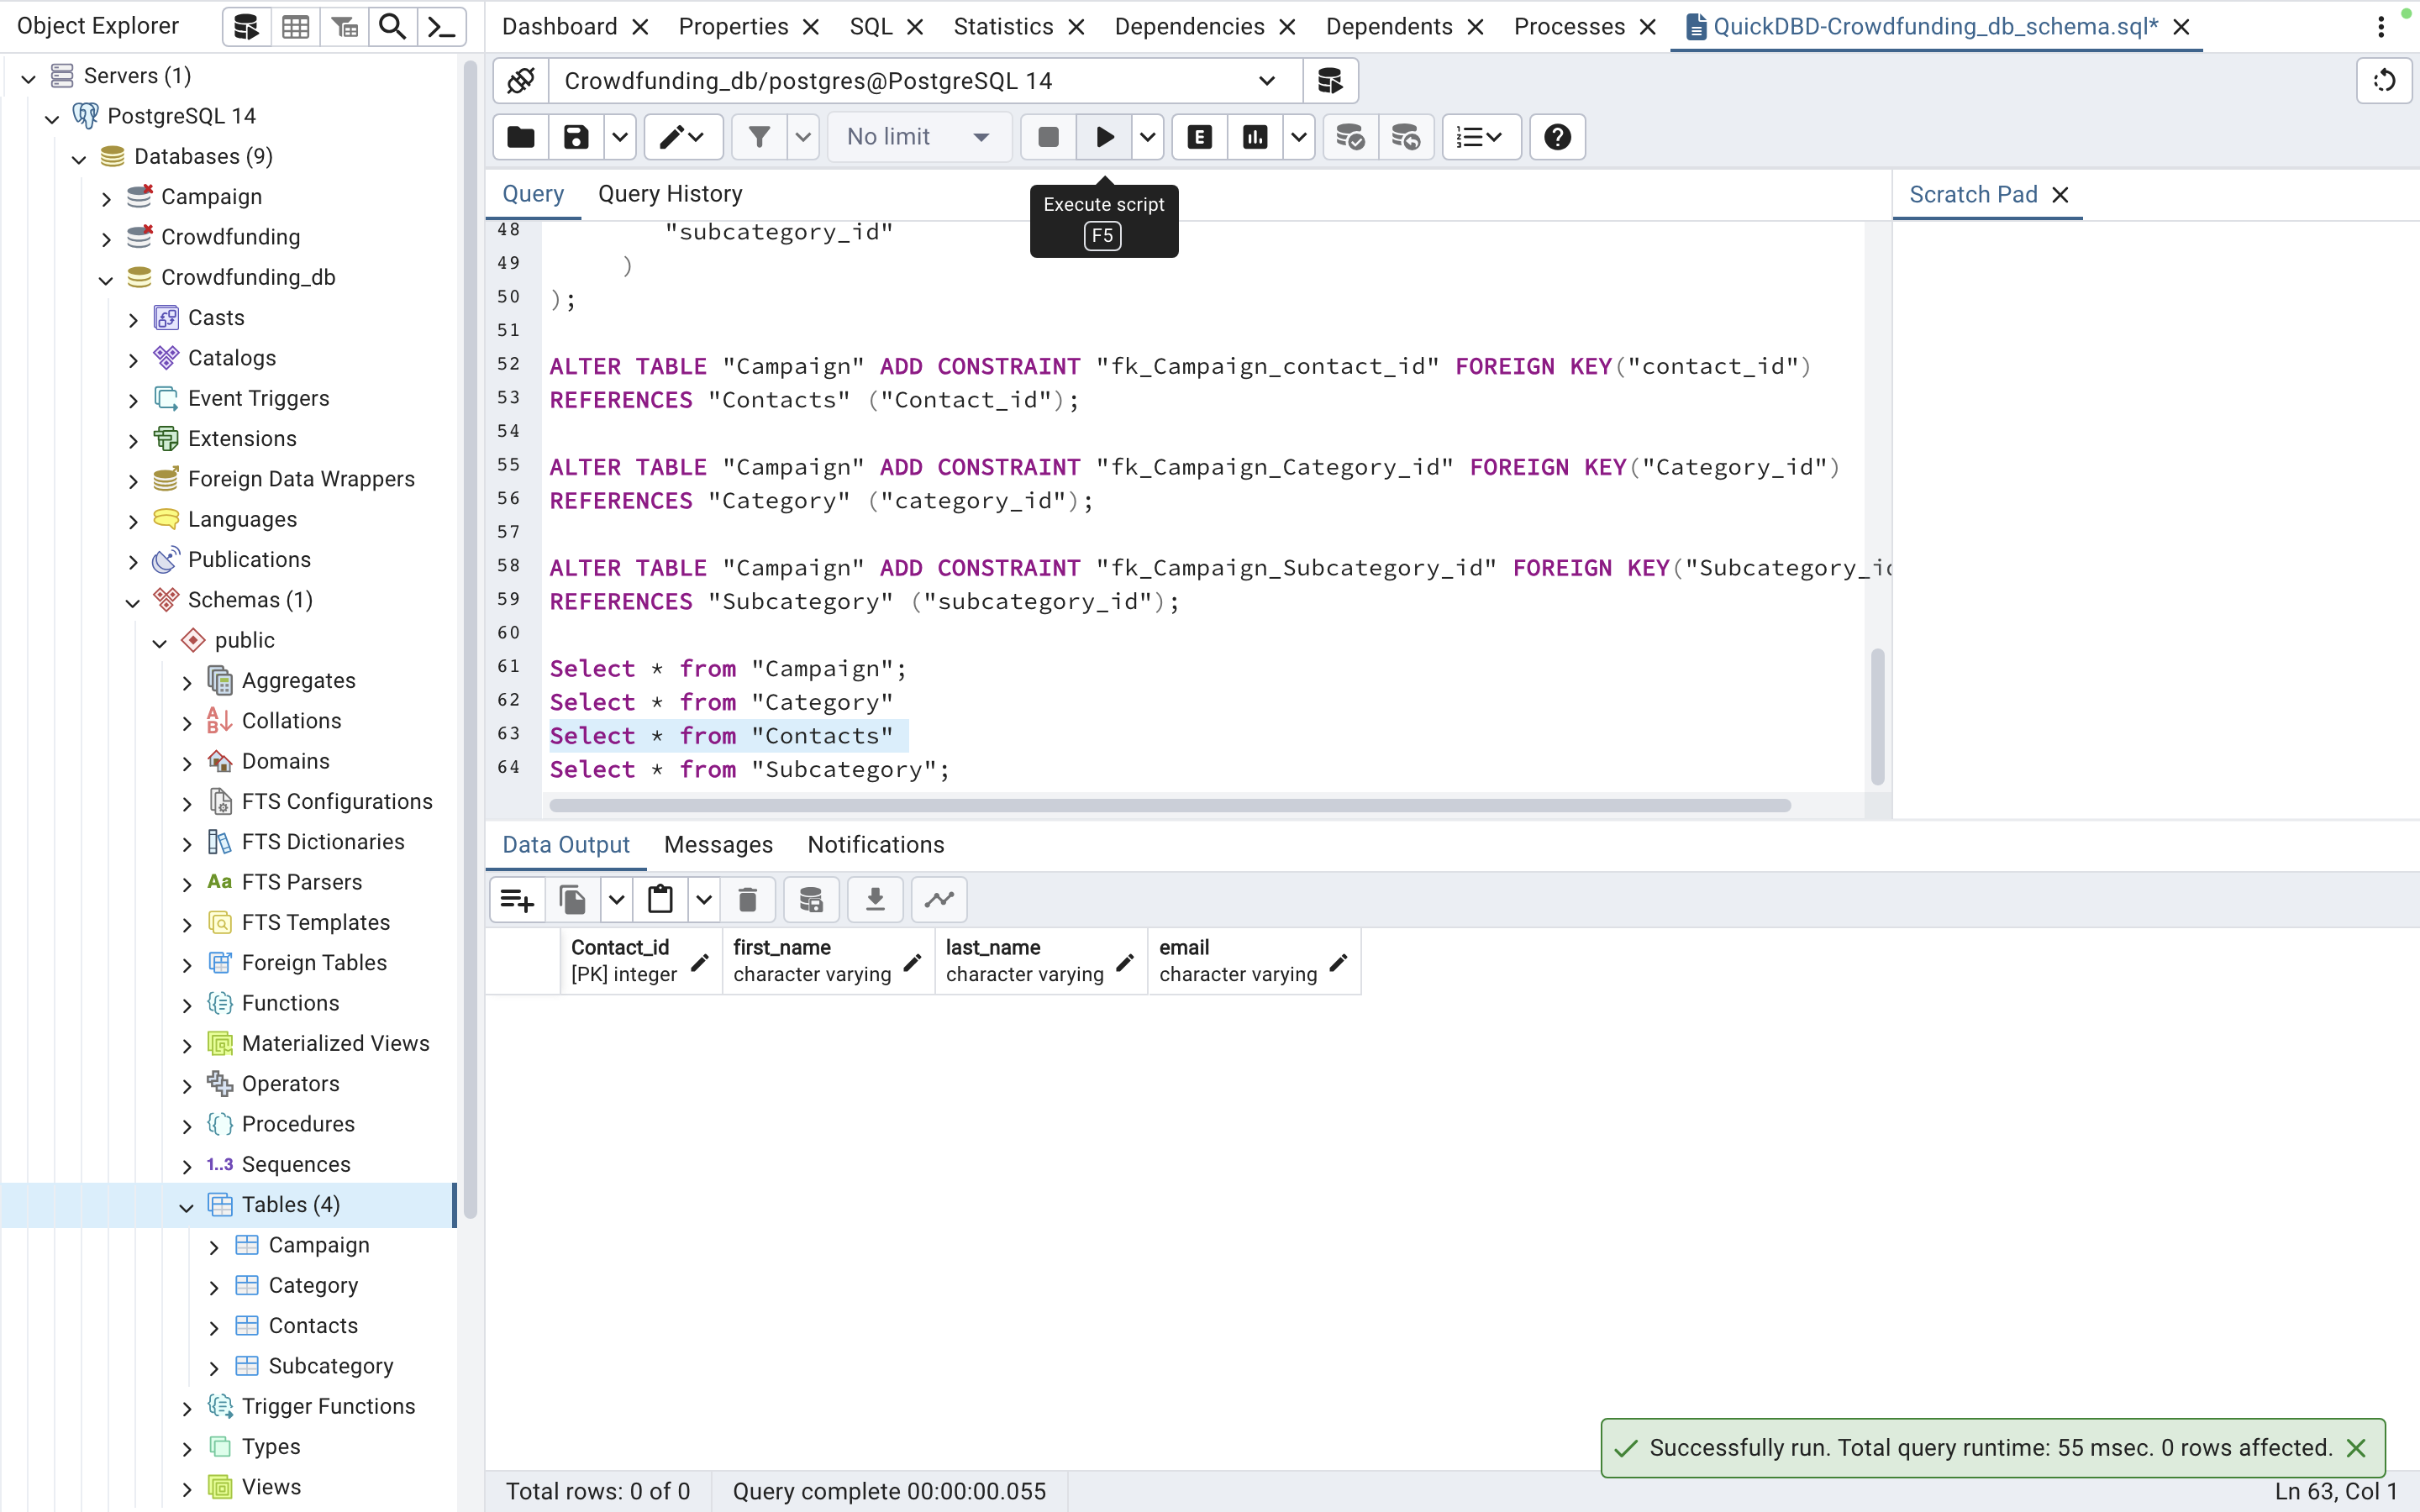 Object Explorer
Dashboard
Properties
SQL
Statistics
Dependencies
Dependents
Processes
QuickDBD-Crowdfunding_db_schema.sql*
Servers (1)
PostgreSQL 14
Databases (9)
Campaign
Crowdfunding
Crowdfunding_db
Casts
Catalogs
Event Triggers
Extensions
Foreign Data Wrappers
Languages
Publications
Schemas (1)
public
Aggregates
Collations
Domains
FTS Configurations
FTS Dictionaries
Aa FTS Parsers
FTS Templates
Foreign Tables
Functions
Materialized Views
Operators
Procedures
1..3 Sequences
Tables (4)
Campaign
Category
Contacts
Subcategory
Trigger Functions
Types
Views
Crowdfunding_db/postgres@PostgreSQL 14
No limit
E
Query
Query History
Execute script
F5
Scratch Pad
48 "subcategory_id"
49 )
50 );
51
52 ALTER TABLE "Campaign" ADD CONSTRAINT "fk_Campaign_contact_id" FOREIGN KEY("contact_id")
53 REFERENCES "Contacts" ("Contact_id");
54
55 ALTER TABLE "Campaign" ADD CONSTRAINT "fk_Campaign_Category_id" FOREIGN KEY("Category_id")
56 REFERENCES "Category" ("category_id");
57
58 ALTER TABLE "Campaign" ADD CONSTRAINT "fk_Campaign_Subcategory_id" FOREIGN KEY("Subcategory_id
59 REFERENCES "Subcategory" ("subcategory_id");
60
61 Select * from "Campaign";
62 Select * from "Category"
63 Select * from "Contacts"
64 Select * from "Subcategory";
Data Output
Messages
Notifications
Contact_id
[PK] integer
first_name
character varying
last_name
character varying
email
character varying
Successfully run. Total query runtime: 55 msec. 0 rows affected.
Total rows: 0 of 0
Query complete 00:00:00.055
Ln 63, Col 1